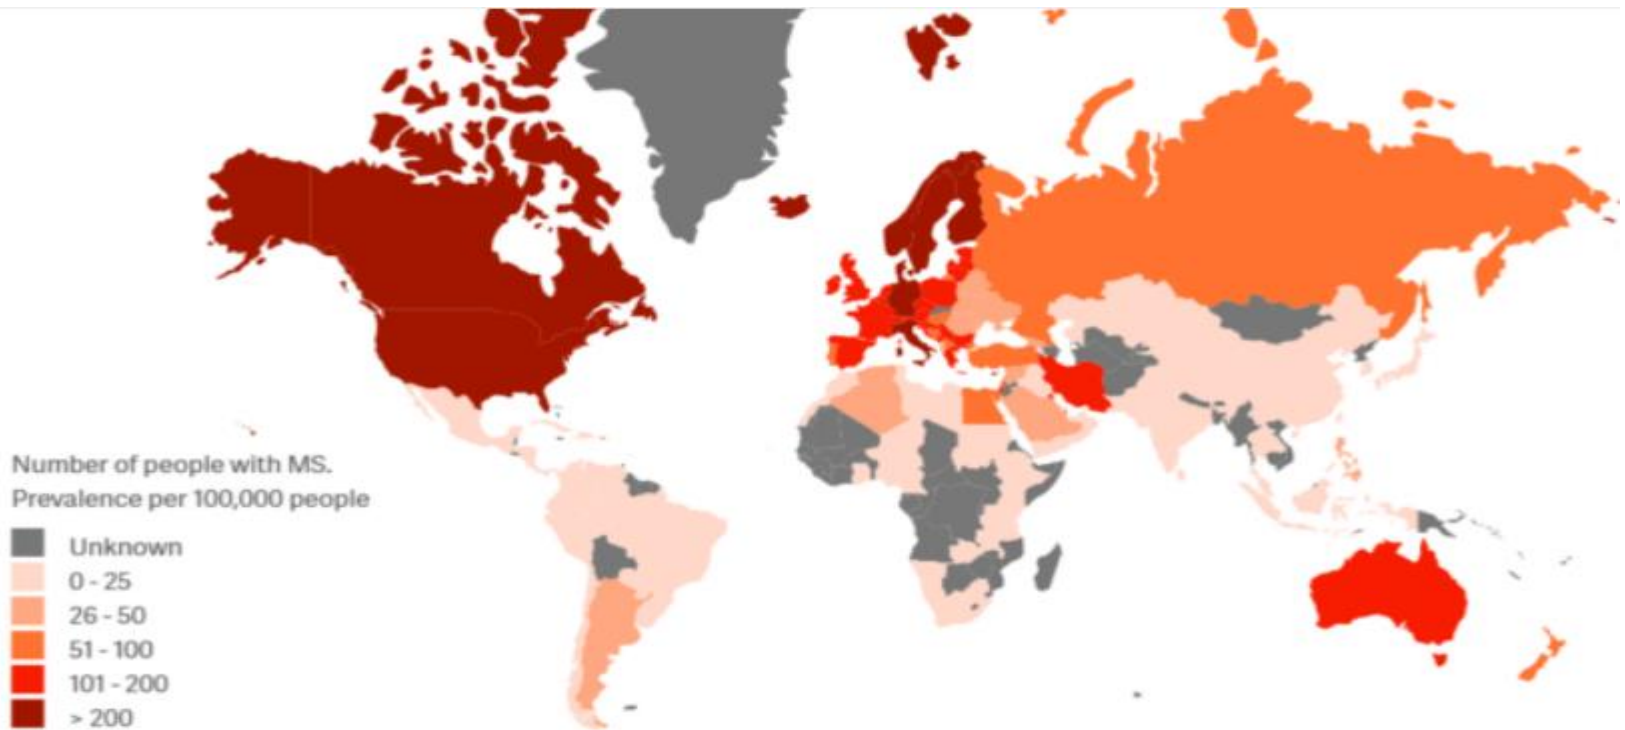 Number of people with MS.
Prevalence per 100,000 people
Unknown
0 - 25
26 - 50
51 - 100
101 - 200
> 200